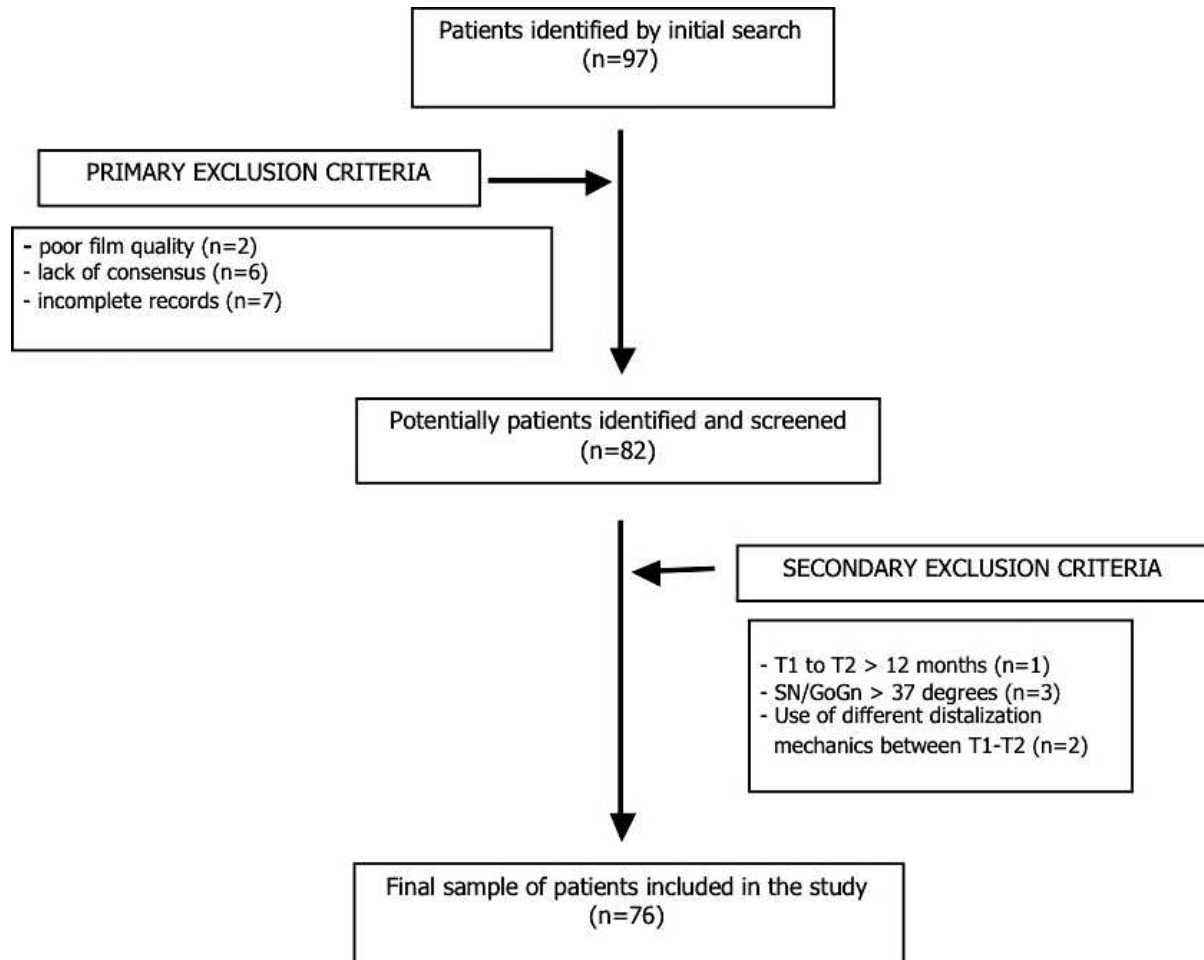 Patients identified by initial search
(n=97)
PRIMARY EXCLUSION CRITERIA
- poor film quality (n=2)
- lack of consensus (n=6)
- incomplete records (n=7)
Potentially patients identified and screened
(n=82)
SECONDARY EXCLUSION CRITERIA
- T1 to T2 > 12 months (n=1)
- SN/GoGn > 37 degrees (n=3)
- Use of different distalization
mechanics between T1-T2 (n=2)
Final sample of patients included in the study
(n=76)